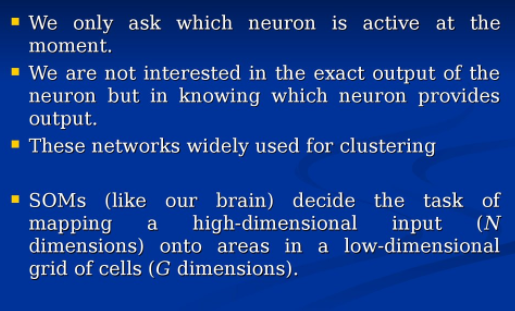 We only ask which neuron is active at the
moment.
We are not interested in the exact output of the
neuron but in knowing which neuron provides
output.
These networks widely used for clustering
SOMs (like our brain) decide the task of
mapping a high-dimensional input (N
dimensions) onto areas in a low-dimensional
grid of cells (G dimensions).